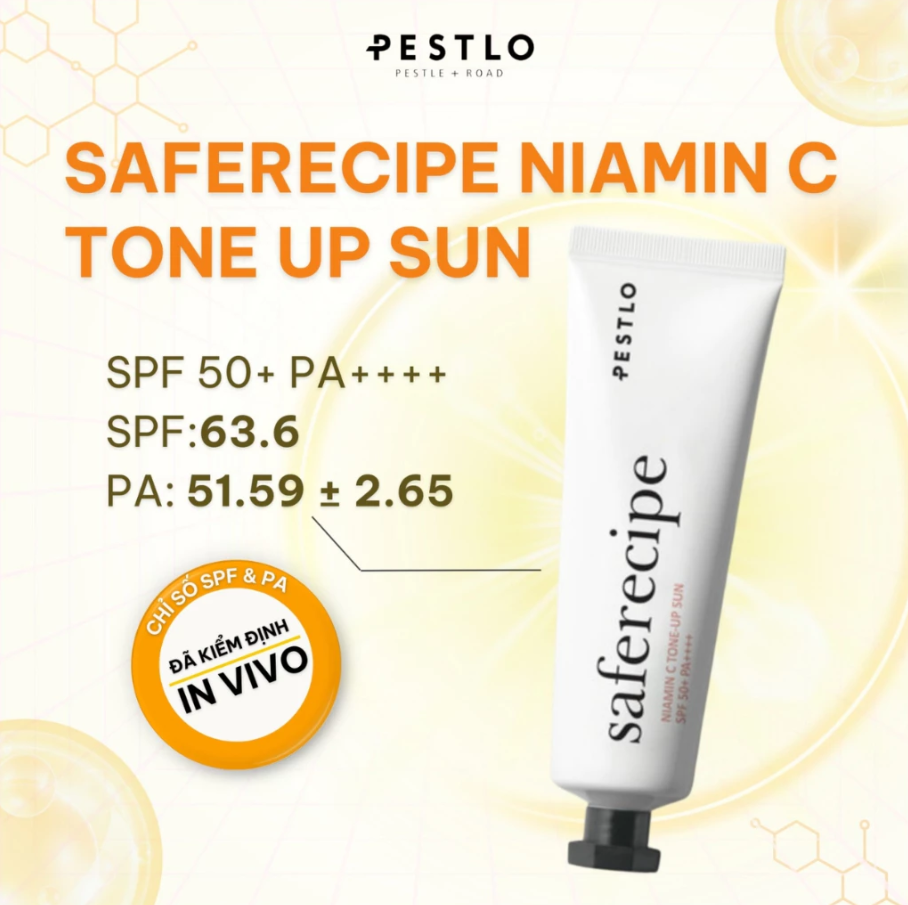 PESTLO
PESTLE + ROAD
SAFERECIPE NIAMIN C
TONE UP SUN
SPF 50+ PA++++
SPF:63.6
PA: 51.59 ± 2.65
CHỈ SỐ SPF & PA
ĐÃ KIỂM ĐỊNH
IN VIVO
PESTLO
saferecipe
NIAMIN C TONE-UP SUN
SPF 50+ PA++++